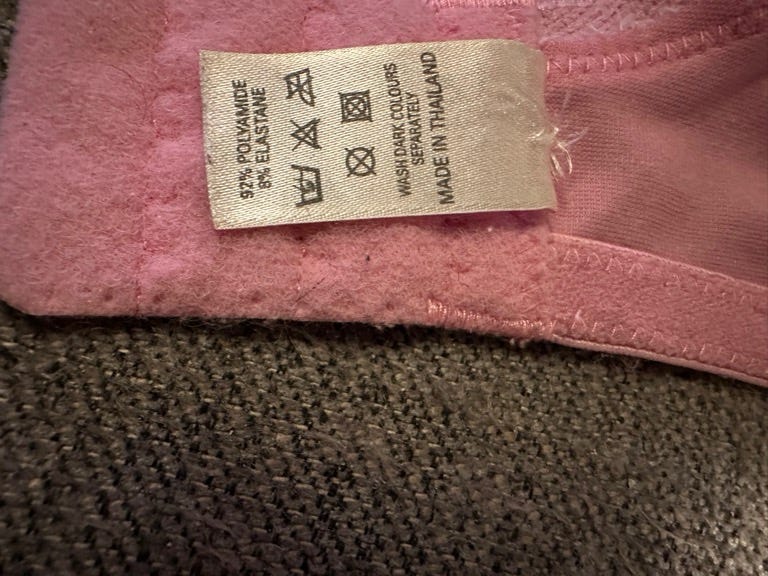 92% POLYAMIDE
8% ELASTANE
WASH DARK COLOURS
SEPARATELY
MADE IN THAILAND